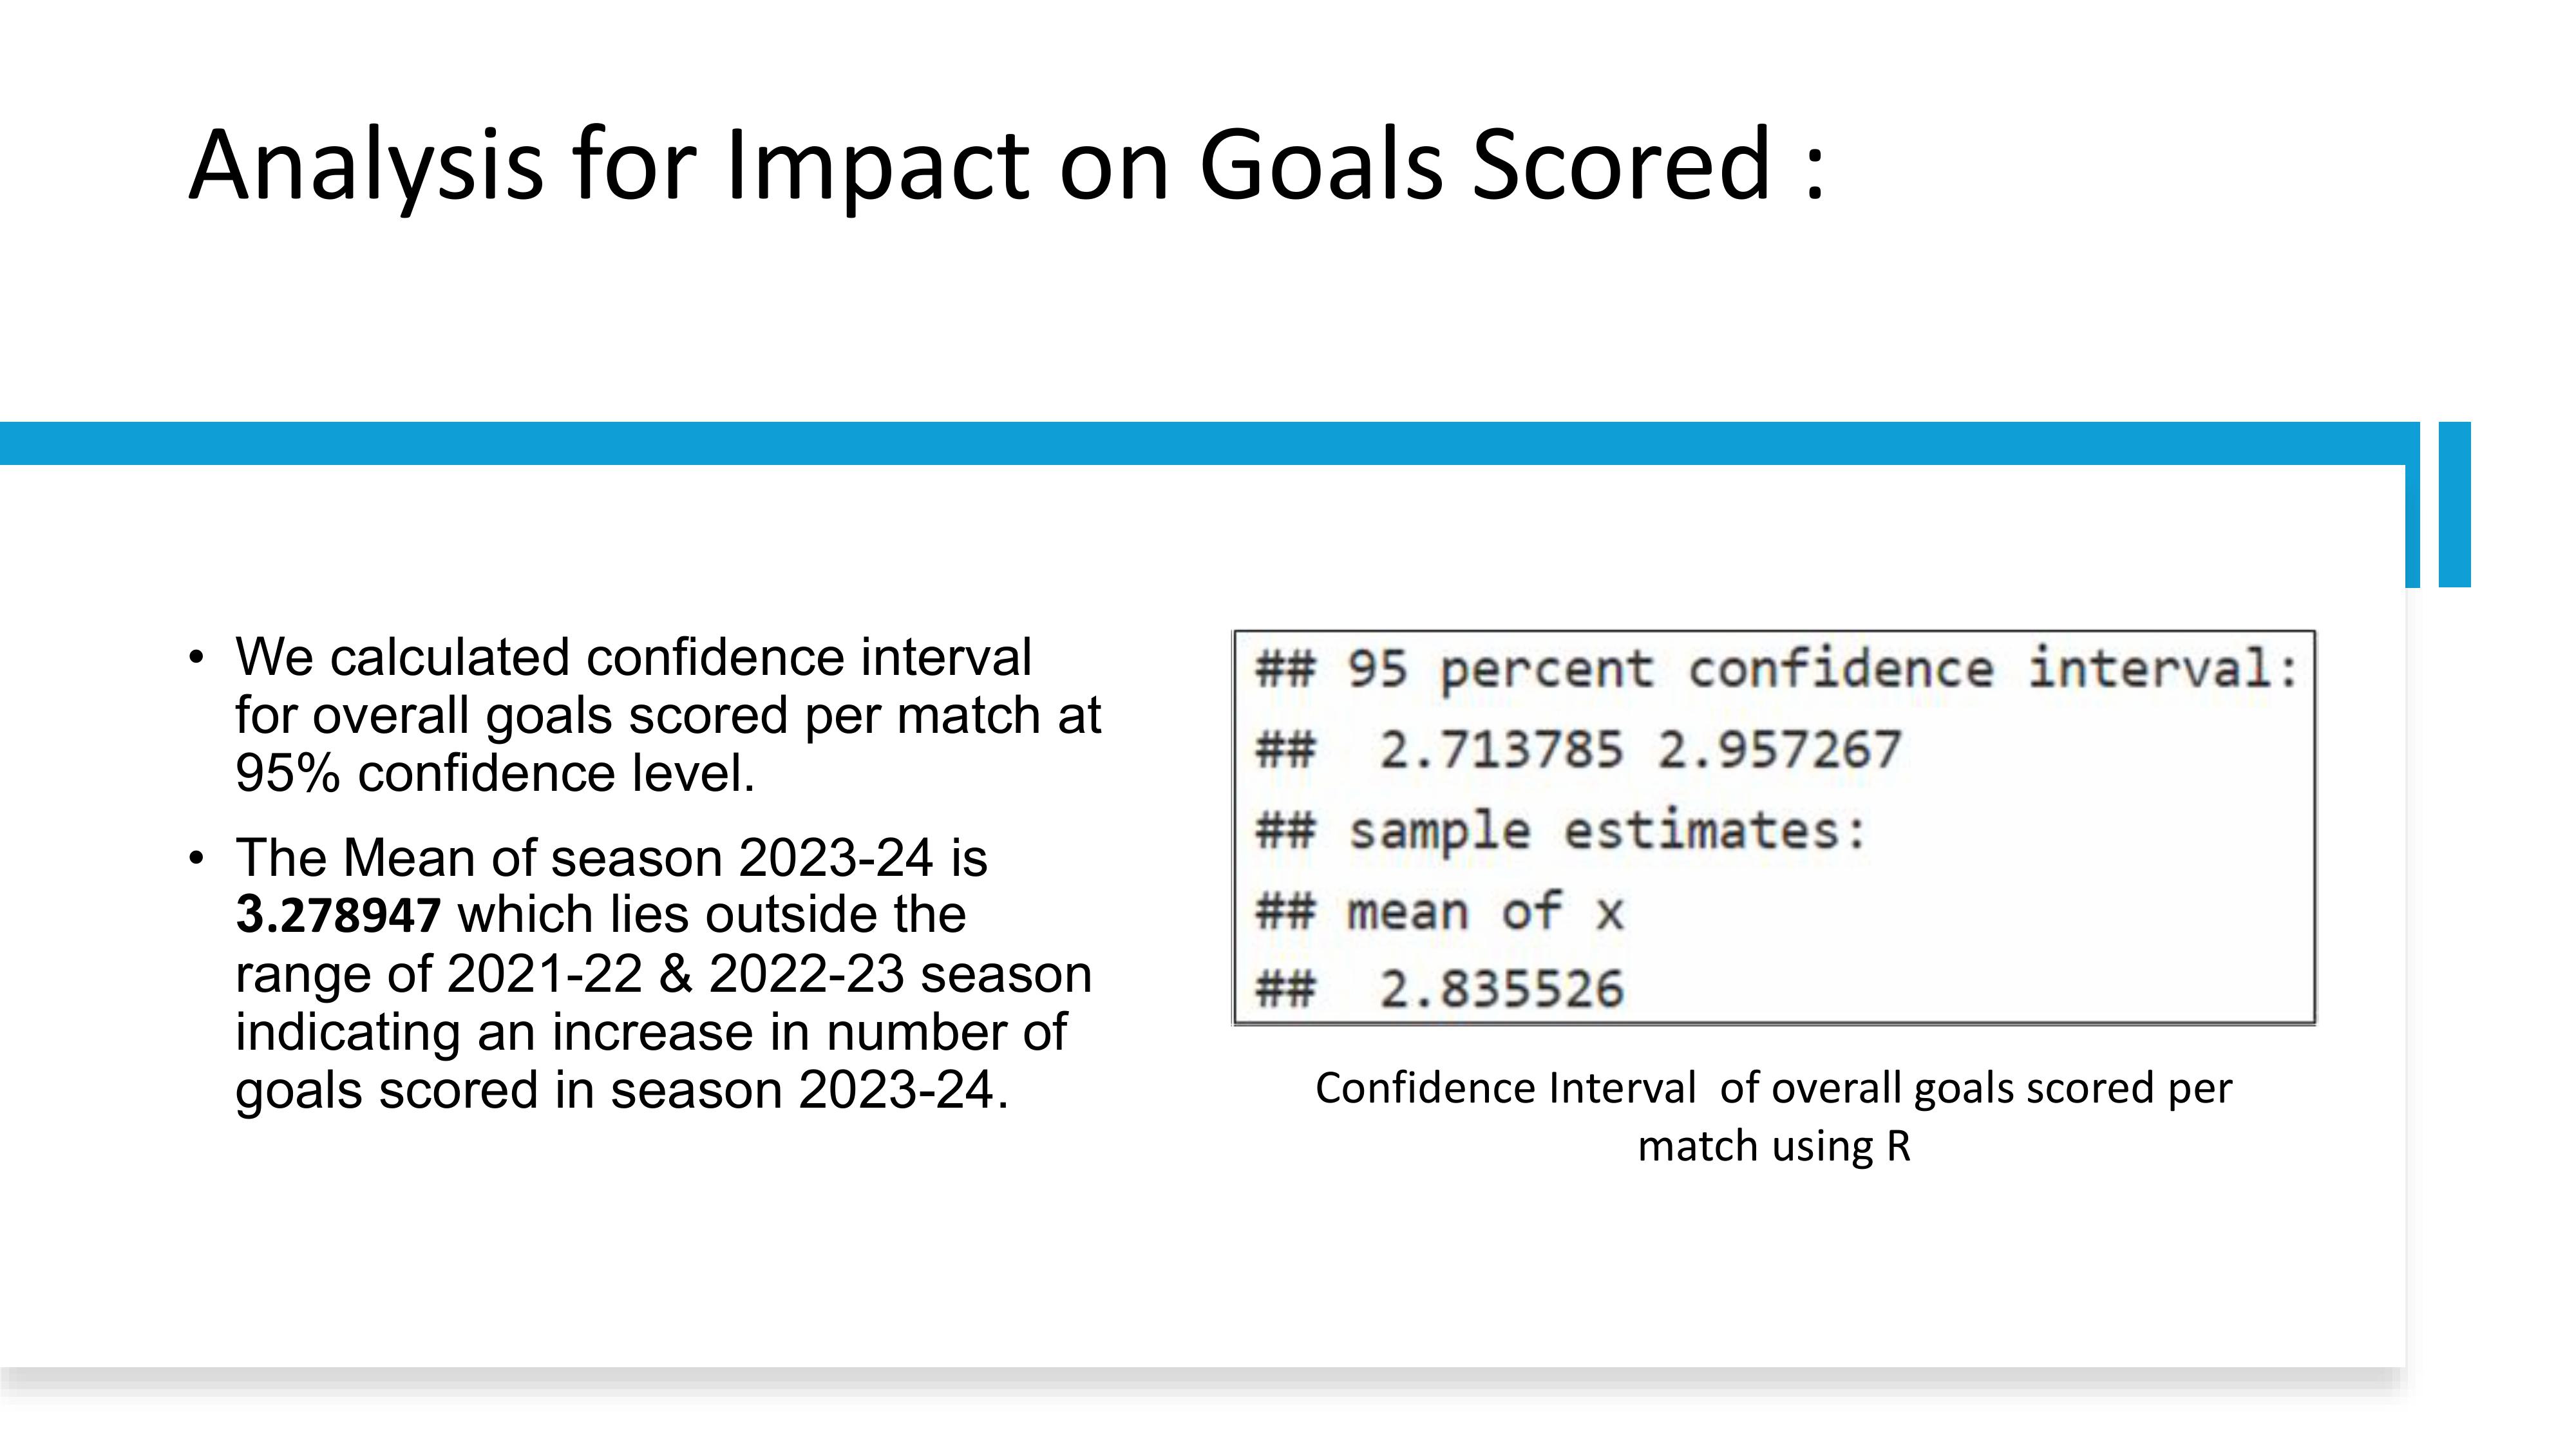 Analysis for Impact on Goals Scored :
• We calculated confidence interval
for overall goals scored per match at
95% confidence level.
• The Mean of season 2023-24 is
3.278947 which lies outside the
range of 2021-22 & 2022-23 season
indicating an increase in number of
goals scored in season 2023-24.
## 95 percent confidence interval:
##  2.713785 2.957267
## sample estimates:
## mean of x
##  2.835526
Confidence Interval  of overall goals scored per
match using R